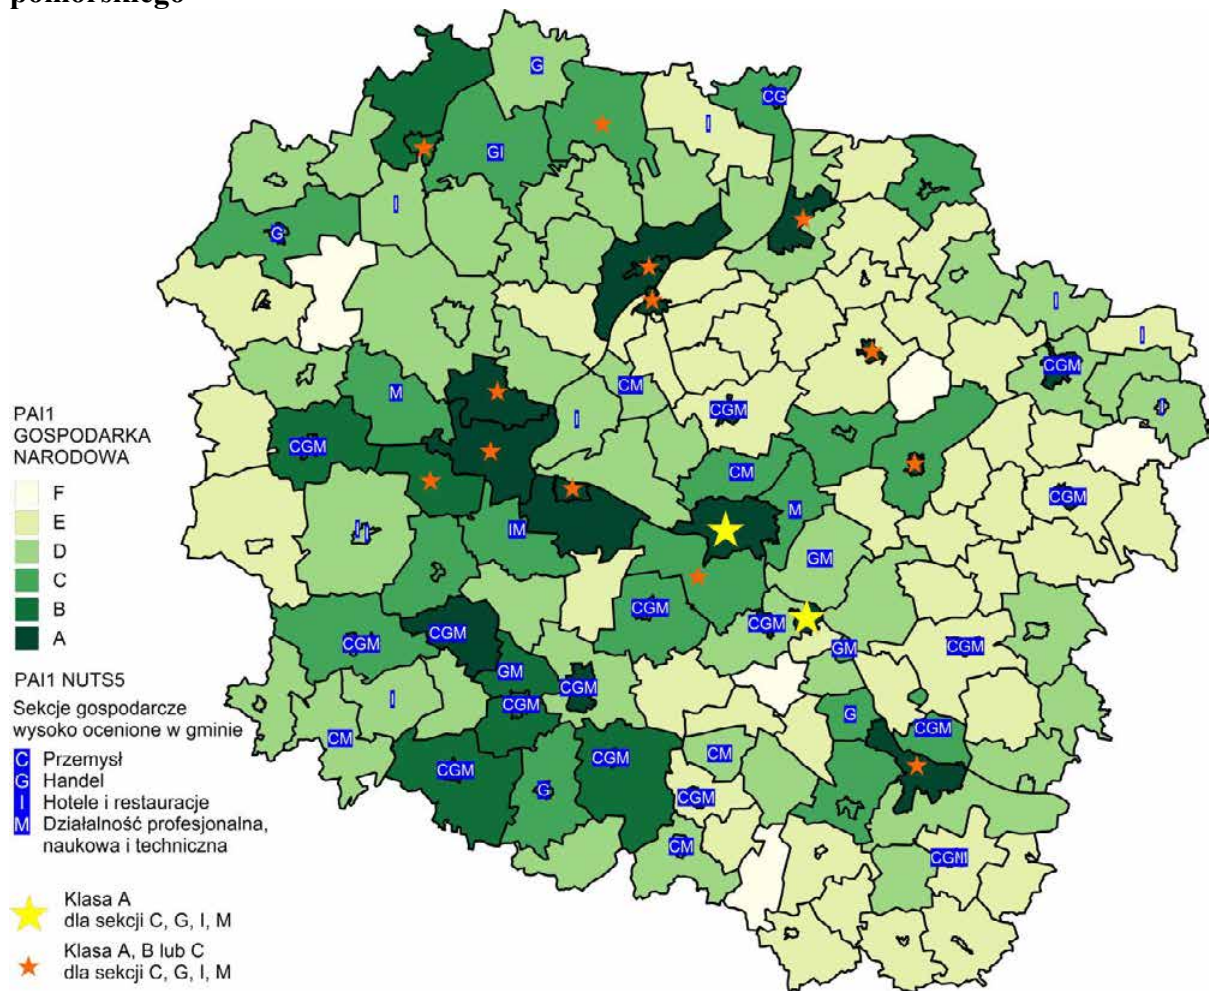 pomorskiego
G
CG
I
GI
I
G
I
I
CGM
M
CM
I
CGM
I
CGM
CM
CGM
I I
IM
M
GM
CGM
CGM
CGM
CGM
GM
CGM
GM
CGM
CGM
I
CM
G
CGM
CM
CGM
CGM
G
CGM
CM
PAI1
GOSPODARKA
NARODOWA
F
E
D
C
B
A
PAI1 NUTS5
Sekcje gospodarcze
wysoko ocenione w gminie
C Przemysł
G Handel
I Hotele i restauracje
M Działalność profesjonalna,
naukowa i techniczna
Klasa A
dla sekcji C, G, I, M
Klasa A, B lub C
dla sekcji C, G, I, M